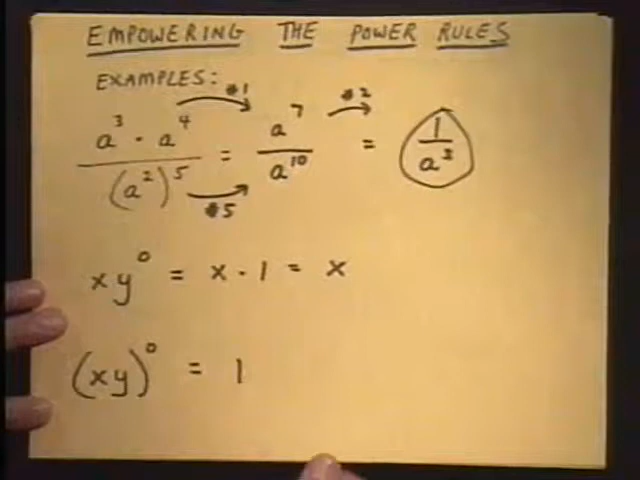 EMPOWERING THE POWER RULES
EXAMPLES:
#1 #2
a³ · a⁴ / (a²)⁵ = a⁷ / a¹⁰ = 1 / a³
#5
xy⁰ = x · 1 = x
(xy)⁰ = 1